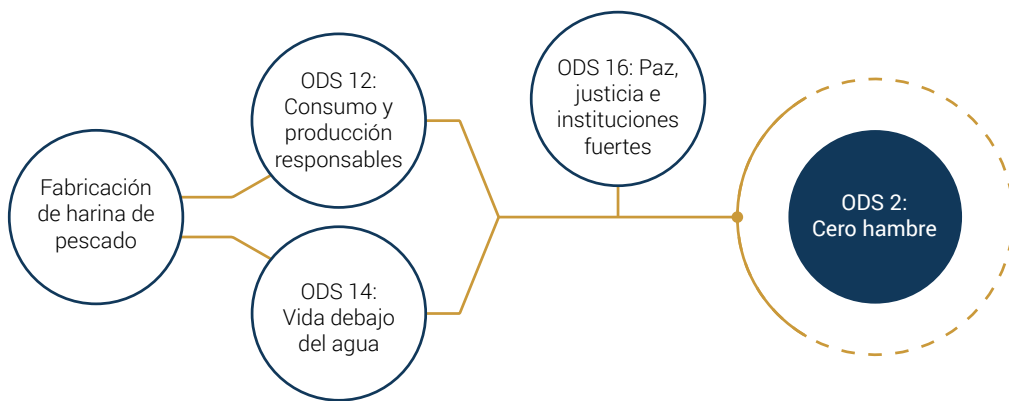 Fabricación
de harina de
pescado
ODS 12:
Consumo y
producción
responsables
ODS 14:
Vida debajo
del agua
ODS 16: Paz,
justicia e
instituciones
fuertes
ODS 2:
Cero hambre